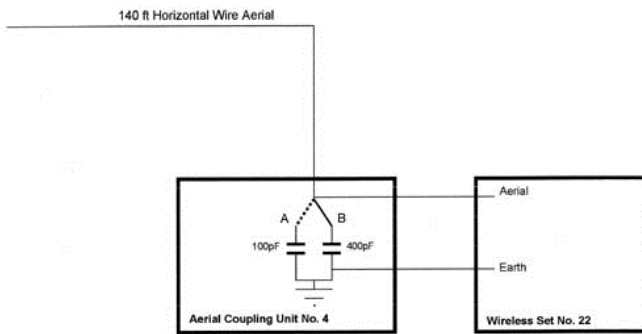 140 ft Horizontal Wire Aerial
Aerial
A
B
100pF
400pF
Earth
Aerial Coupling Unit No. 4
Wireless Set No. 22